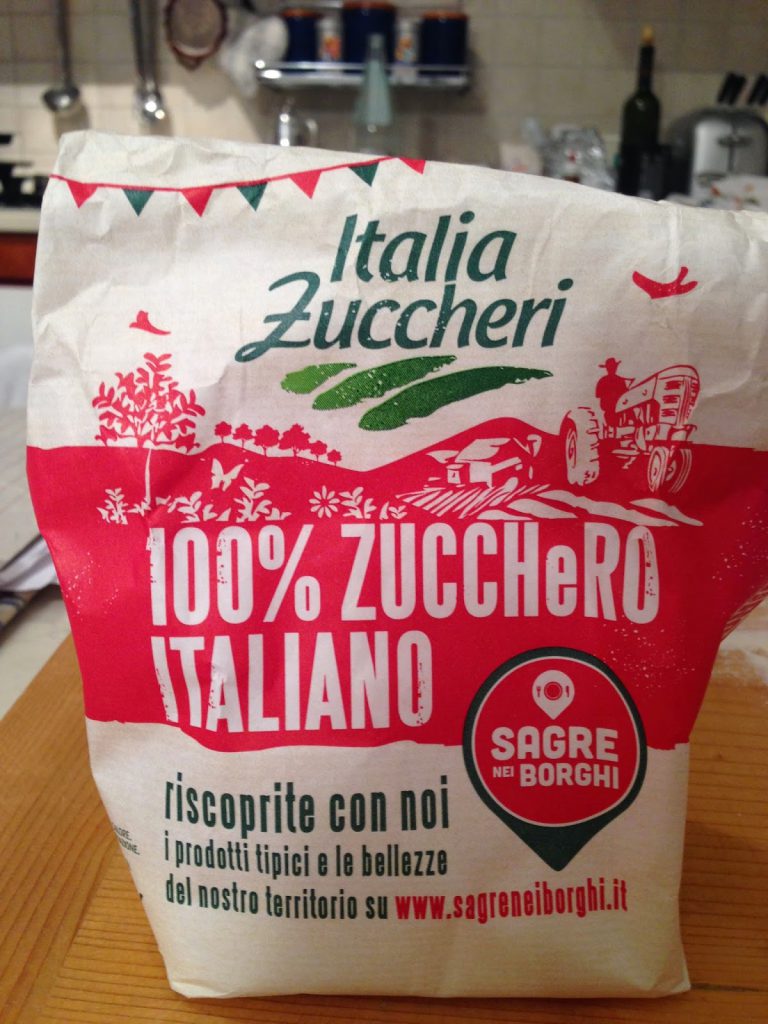 Italia
Zuccheri
100% ZUCCHeRO
ITALIANO
SAGRE
NEI BORGHI
riscoprite con noi
i prodotti tipici e le bellezze
del nostro territorio su www.sagreneiborghi.it